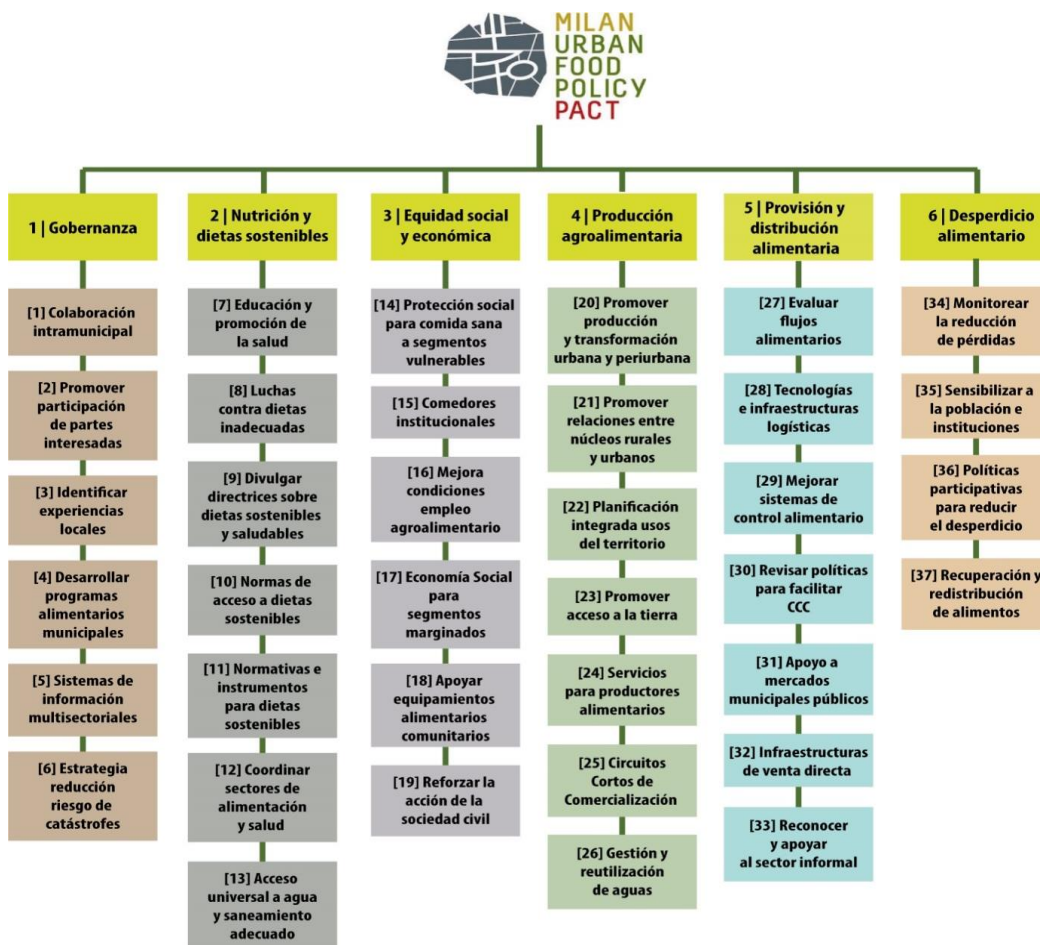 MILAN
URBAN
FOOD
POLICY
PACT
1 | Gobernanza
[1] Colaboración
intramunicipal
[2] Promover
participación
de partes
interesadas
[3] Identificar
experiencias
locales
[4] Desarrollar
programas
alimentarios
municipales
[5] Sistemas de
información
multisectoriales
[6] Estrategia
reducción
riesgo de
catástrofes
2 | Nutrición y
dietas sostenibles
[7] Educación y
promoción de
la salud
[8] Luchas
contra dietas
inadecuadas
[9] Divulgar
directrices sobre
dietas sostenibles
y saludables
[10] Normas de
acceso a dietas
sostenibles
[11] Normativas e
instrumentos
para dietas
sostenibles
[12] Coordinar
sectores de
alimentación
y salud
[13] Acceso
universal a agua
y saneamiento
adecuado
3 | Equidad social
y económica
[14] Protección social
para comida sana
a segmentos
vulnerables
[15] Comedores
institucionales
[16] Mejora
condiciones
empleo
agroalimentario
[17] Economía Social
para
segmentos
marginados
[18] Apoyar
equipamientos
alimentarios
comunitarios
[19] Reforzar la
acción de la
sociedad civil
4 | Producción
agroalimentaria
[20] Promover
producción
y transformación
urbana y periurbana
[21] Promover
relaciones entre
núcleos rurales
y urbanos
[22] Planificación
integrada usos
del territorio
[23] Promover
acceso a la tierra
[24] Servicios
para productores
alimentarios
[25] Circuitos
Cortos de
Comercialización
[26] Gestión y
reutilización
de aguas
5 | Provisión y
distribución
alimentaria
[27] Evaluar
flujos
alimentarios
[28] Tecnologías
e infraestructuras
logísticas
[29] Mejorar
sistemas de
control alimentario
[30] Revisar políticas
para facilitar
CCC
[31] Apoyo a
mercados
municipales públicos
[32] Infraestructuras
de venta directa
[33] Reconocer
y apoyar
al sector informal
6 | Desperdicio
alimentario
[34] Monitorear
la reducción
de pérdidas
[35] Sensibilizar a
la población e
instituciones
[36] Políticas
participativas
para reducir
el desperdicio
[37] Recuperación y
redistribución
de alimentos